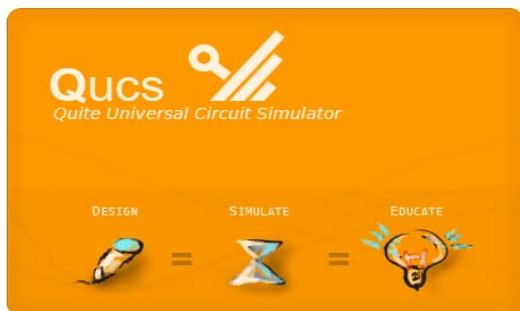 Qucs
Quite Universal Circuit Simulator
DESIGN
SIMULATE
EDUCATE
= =